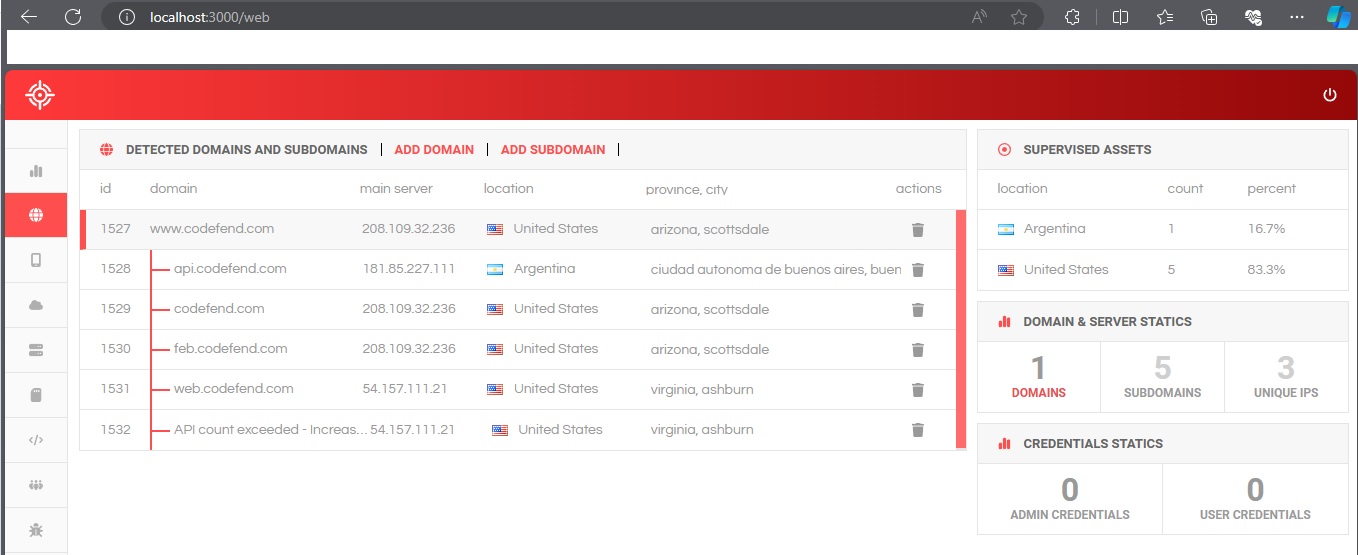 localhost:3000/web
DETECTED DOMAINS AND SUBDOMAINS | ADD DOMAIN | ADD SUBDOMAIN |
id domain main server location province, city actions
1527 www.codefend.com 208.109.32.236 United States arizona, scottsdale
1528 api.codefend.com 181.85.227.111 Argentina ciudad autonoma de buenos aires, buen
1529 codefend.com 208.109.32.236 United States arizona, scottsdale
1530 feb.codefend.com 208.109.32.236 United States arizona, scottsdale
1531 web.codefend.com 54.157.111.21 United States virginia, ashburn
1532 API count exceeded - Increas... 54.157.111.21 United States virginia, ashburn
SUPERVISED ASSETS
location count percent
Argentina 1 16.7%
United States 5 83.3%
DOMAIN & SERVER STATICS
1 5 3
DOMAINS SUBDOMAINS UNIQUE IPS
CREDENTIALS STATICS
0 0
ADMIN CREDENTIALS USER CREDENTIALS